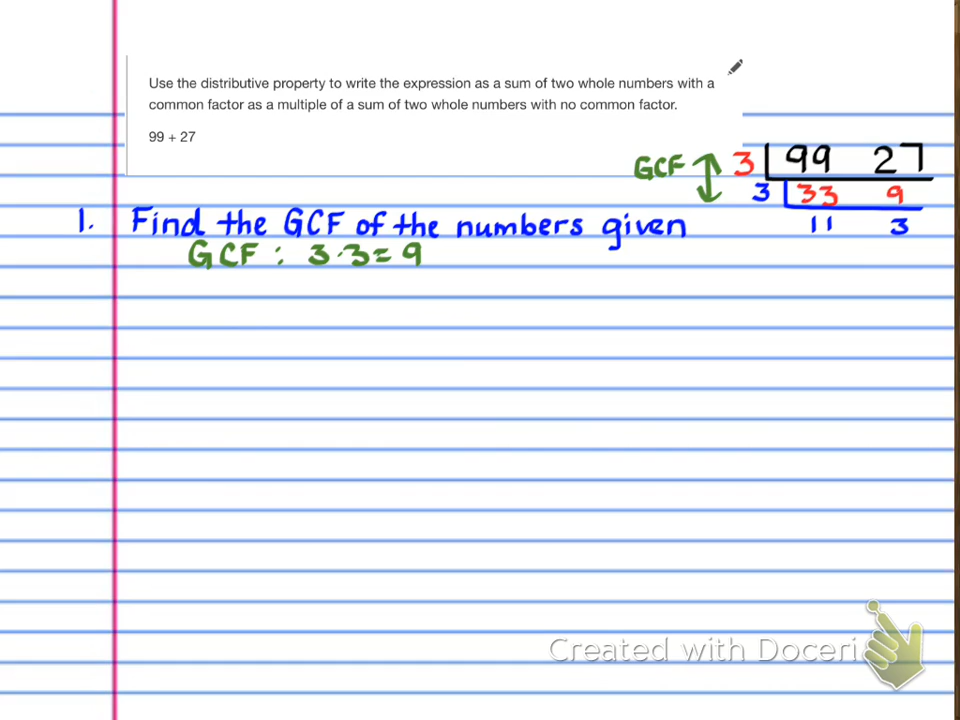 Use the distributive property to write the expression as a sum of two whole numbers with a
common factor as a multiple of a sum of two whole numbers with no common factor.
99 + 27
GCF 3 99 27
3 33 9
11 3
1. Find the GCF of the numbers given
GCF : 3·3=9
Created with Doceri